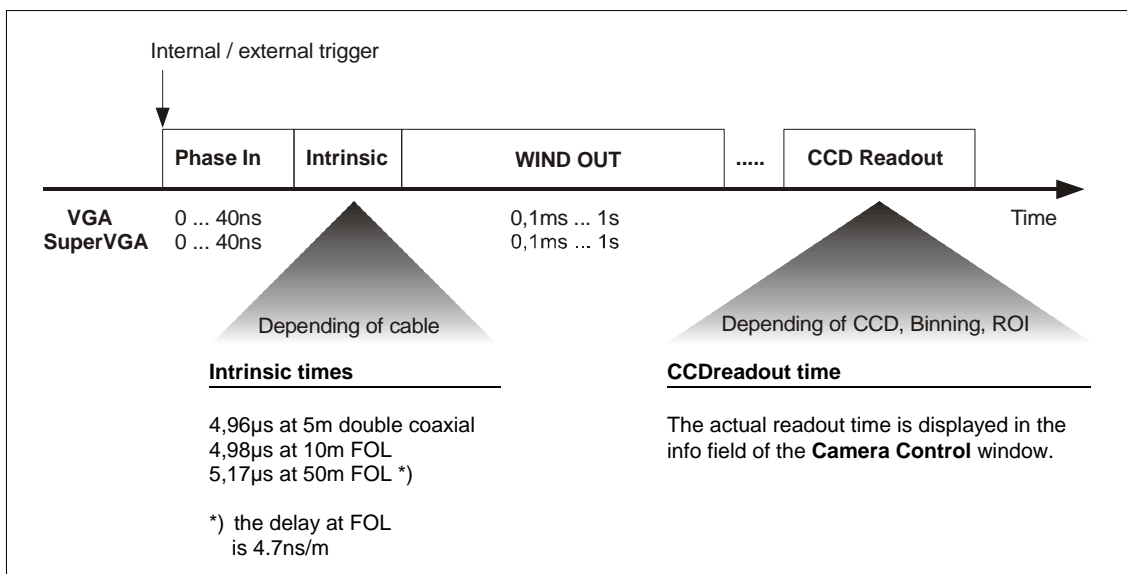 Internal / external trigger
Phase In
Intrinsic
WIND OUT
.....
CCD Readout
VGA 0 ... 40ns 0,1ms ... 1s Time
SuperVGA 0 ... 40ns 0,1ms ... 1s
Depending of cable
Intrinsic times
4,96µs at 5m double coaxial
4,98µs at 10m FOL
5,17µs at 50m FOL *)
*) the delay at FOL
is 4.7ns/m
Depending of CCD, Binning, ROI
CCDreadout time
The actual readout time is displayed in the
info field of the Camera Control window.